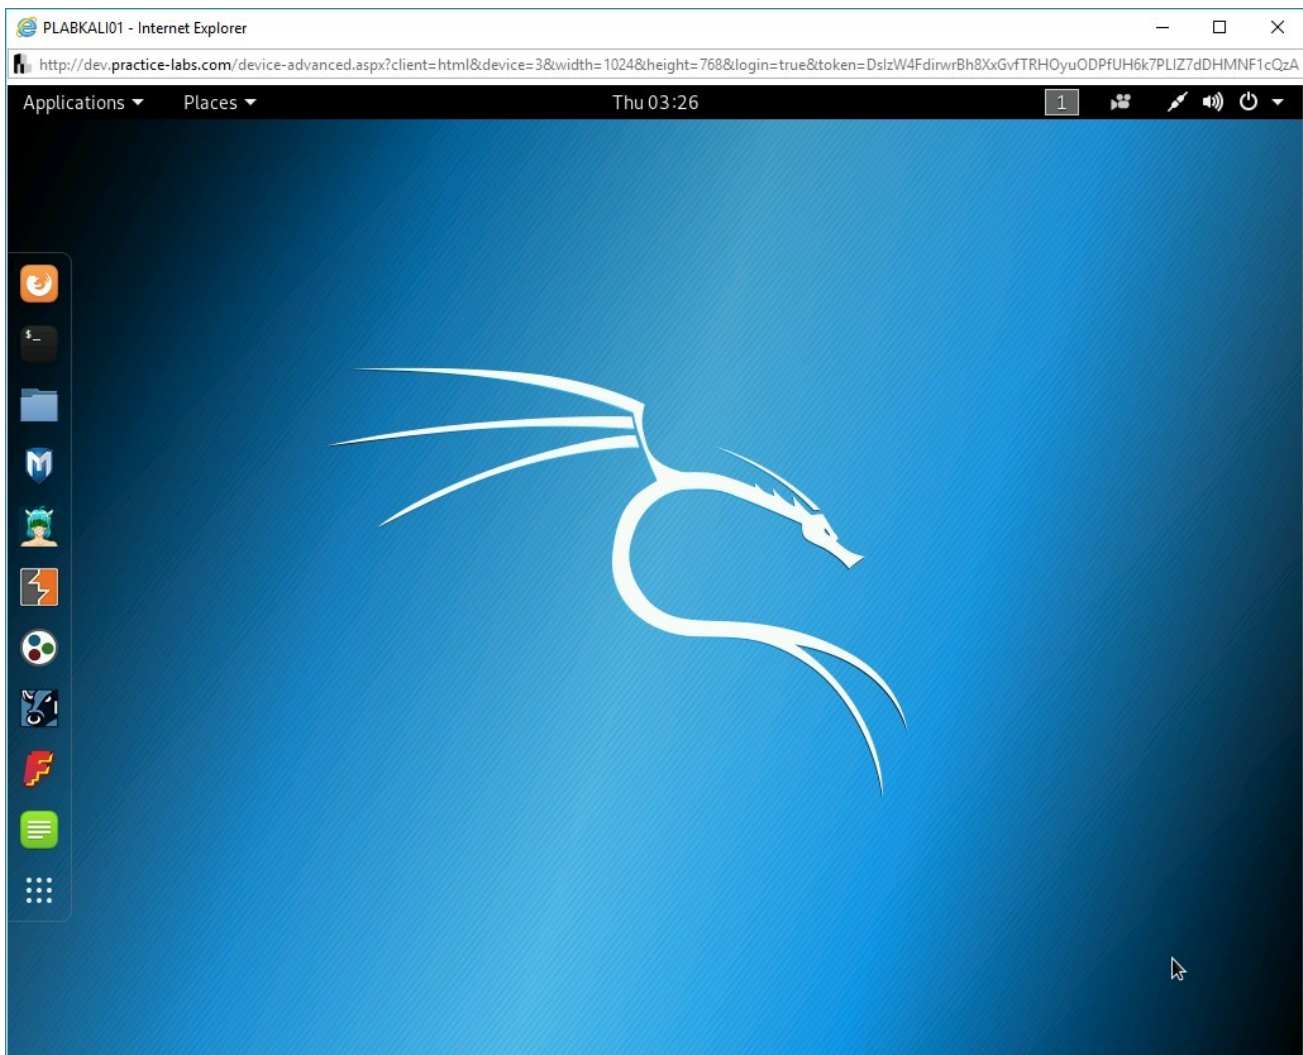 PLABKALI01 - Internet Explorer
http://dev.practice-labs.com/device-advanced.aspx?client=html&device=3&width=1024&height=768&login=true&token=DslzW4FdirwrBh8XxGvfTRHOyuODPfUH6k7PLIZ7dDHMNF1cQzA
Applications Places Thu 03:26 1
$_